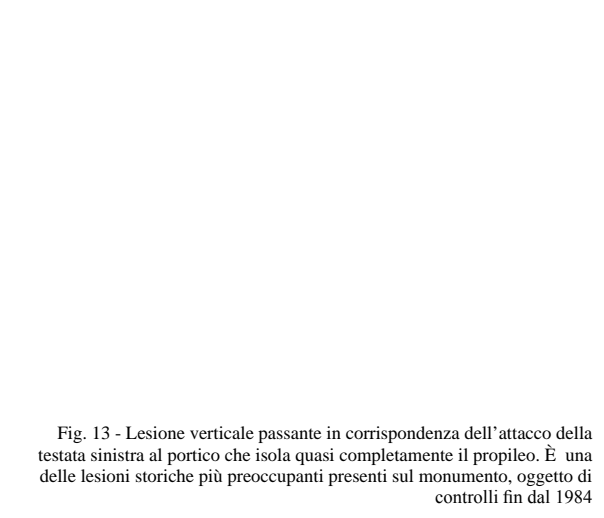 Fig. 13 - Lesione verticale passante in corrispondenza dell’attacco della
testata sinistra al portico che isola quasi completamente il propileo. È una
delle lesioni storiche più preoccupanti presenti sul monumento, oggetto di
controlli fin dal 1984